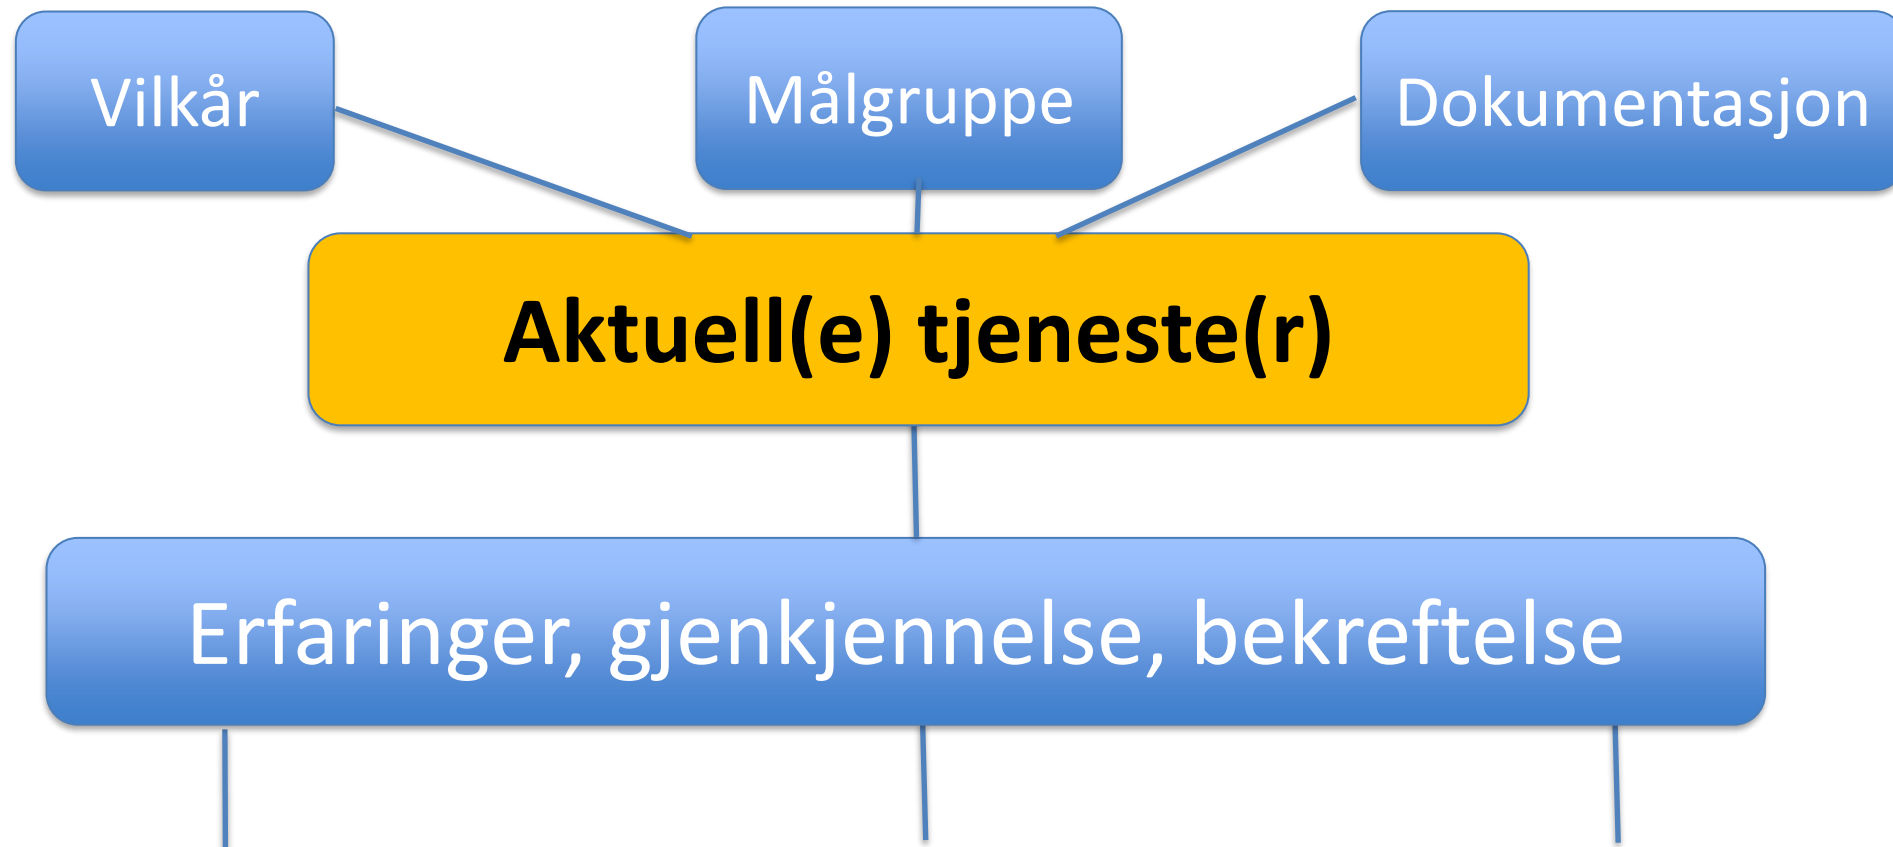 Vilkår
Målgruppe
Dokumentasjon
Aktuell(e) tjeneste(r)
Erfaringer, gjenkjennelse, bekreftelse